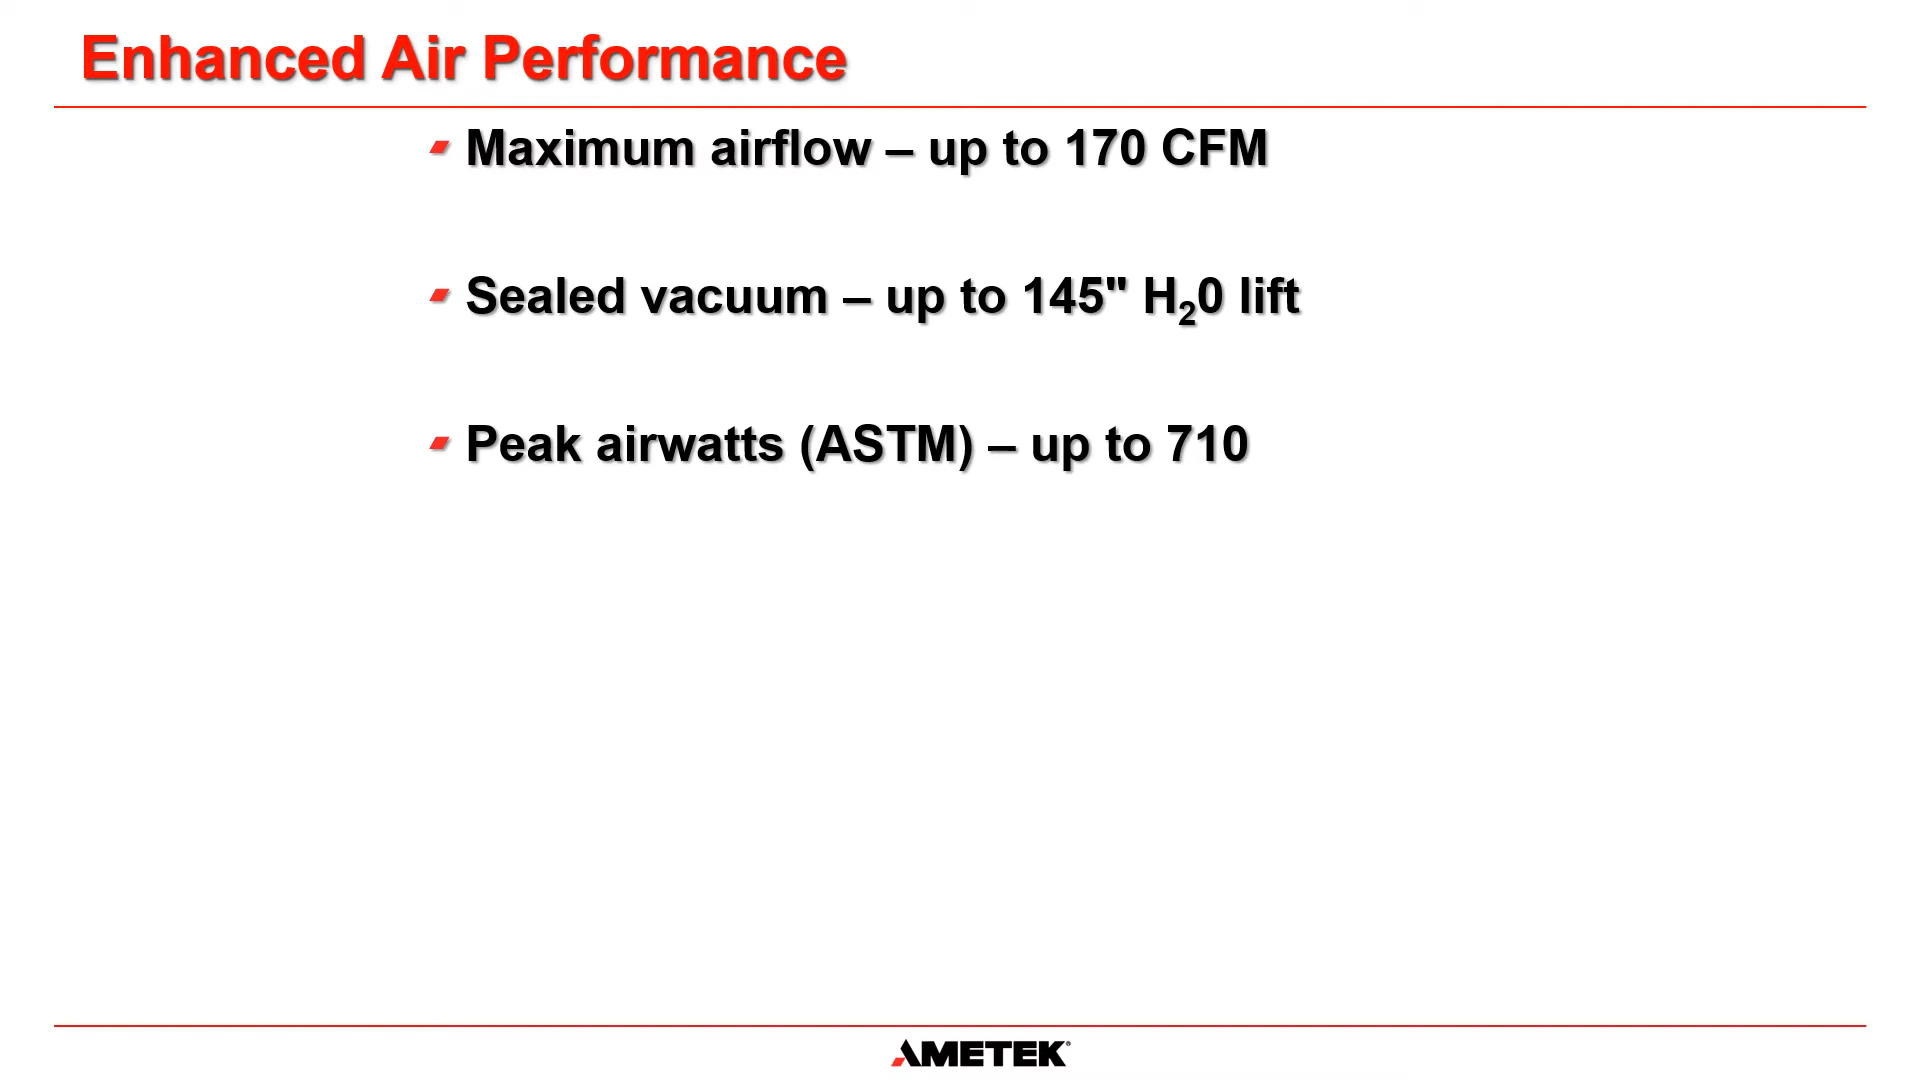 Enhanced Air Performance
Maximum airflow – up to 170 CFM
Sealed vacuum – up to 145" H₂0 lift
Peak airwatts (ASTM) – up to 710
AMETEK®